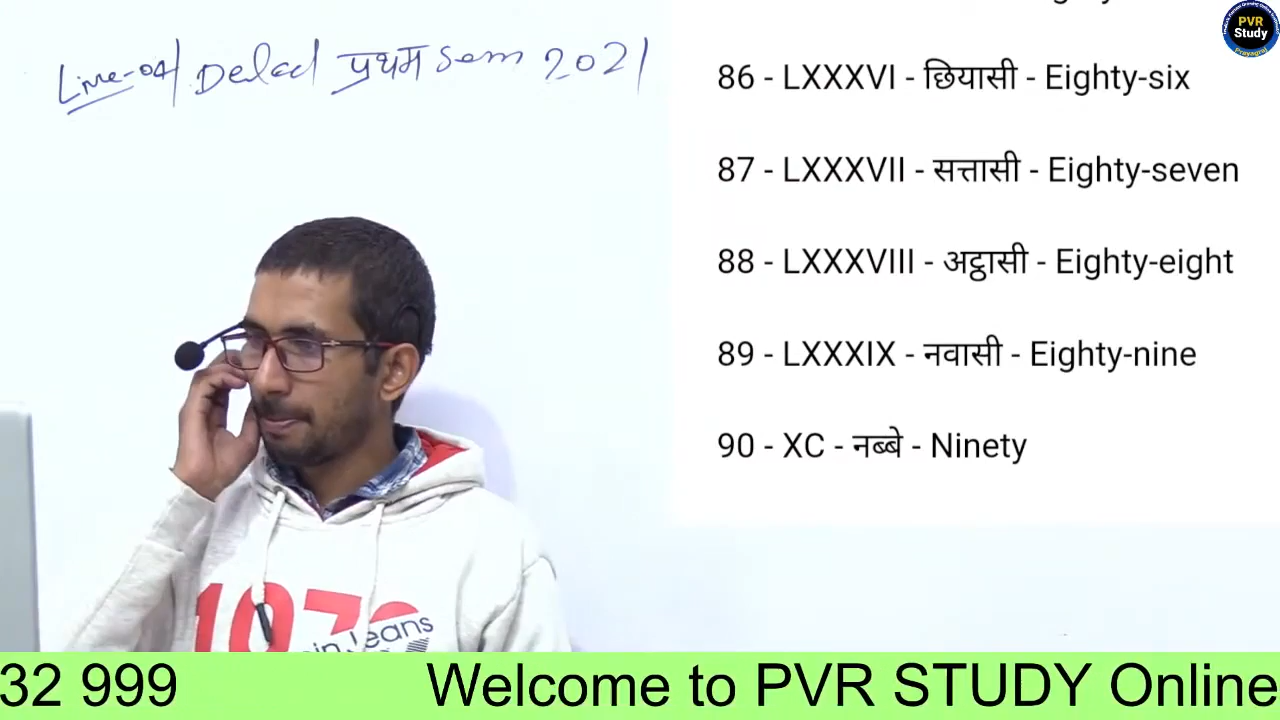 Live-04 Deled प्रथम sem 2021
86 - LXXXVI - छियासी - Eighty-six
87 - LXXXVII - सत्तासी - Eighty-seven
88 - LXXXVIII - अट्ठासी - Eighty-eight
89 - LXXXIX - नवासी - Eighty-nine
90 - XC - नब्बे - Ninety
PVR
Study
Prayagraj
32 999 Welcome to PVR STUDY Online